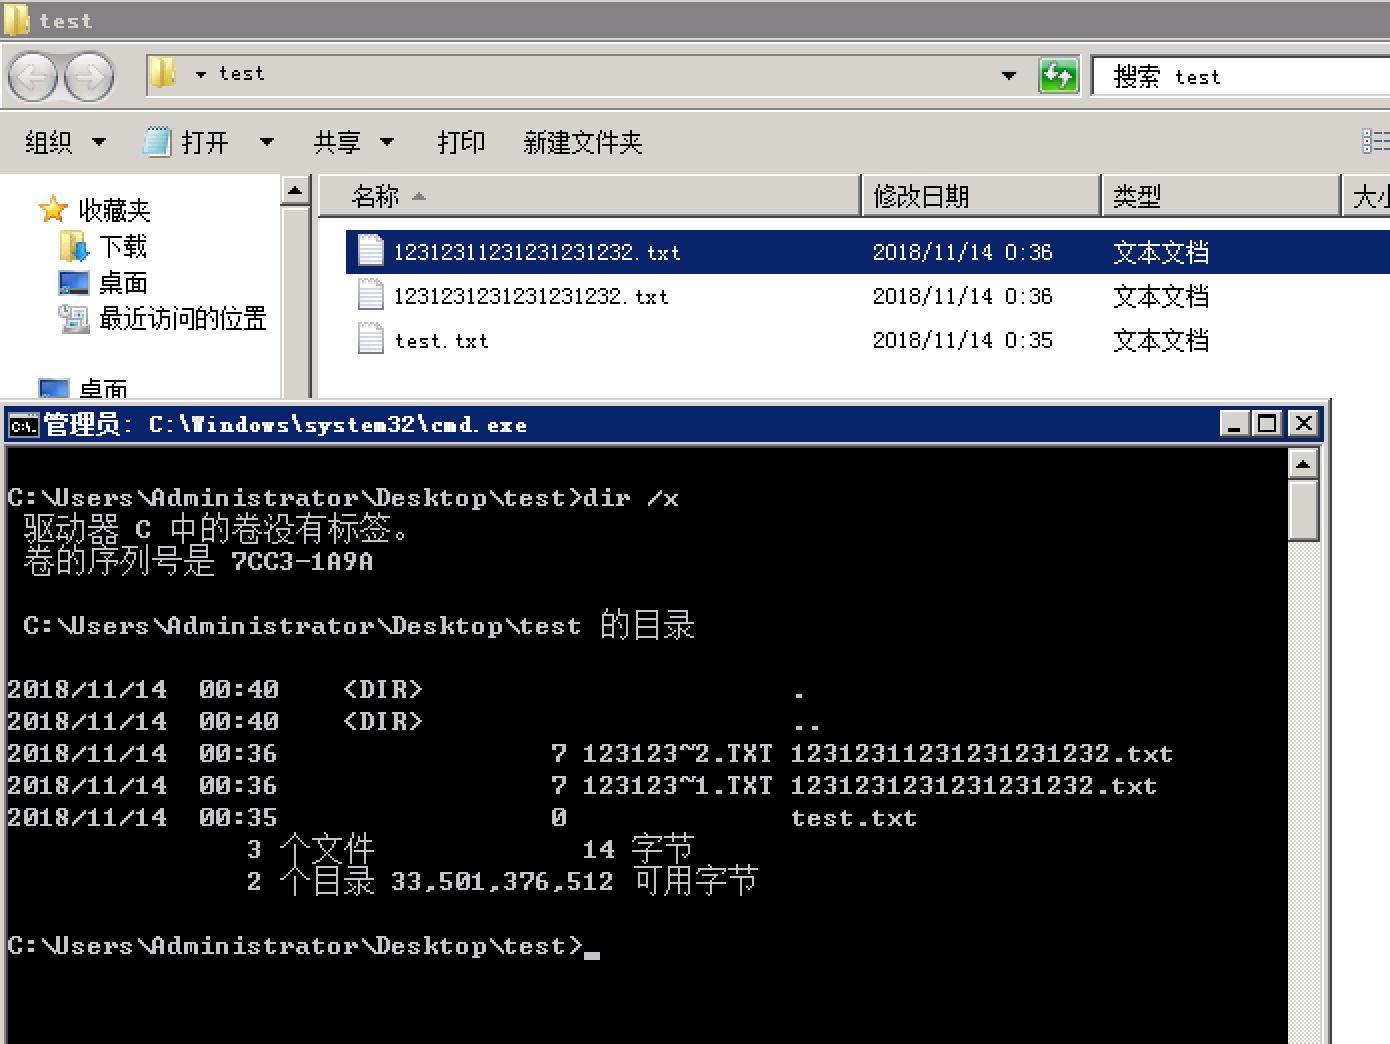 test
test
搜索 test
组织 打开 共享 打印 新建文件夹
名称 修改日期 类型 大小
收藏夹
下载
桌面
最近访问的位置
桌面
12312311231231231232.txt 2018/11/14 0:36 文本文档
1231231231231231232.txt 2018/11/14 0:36 文本文档
test.txt 2018/11/14 0:35 文本文档
管理员: C:\Windows\system32\cmd.exe
C:\Users\Administrator\Desktop\test>dir /x
驱动器 C 中的卷没有标签。
卷的序列号是 7CC3-1A9A
C:\Users\Administrator\Desktop\test 的目录
2018/11/14 00:40 <DIR> .
2018/11/14 00:40 <DIR> ..
2018/11/14 00:36 7 123123~2.TXT 12312311231231231232.txt
2018/11/14 00:36 7 123123~1.TXT 1231231231231231232.txt
2018/11/14 00:35 0 test.txt
3 个文件 14 字节
2 个目录 33,501,376,512 可用字节
C:\Users\Administrator\Desktop\test>_